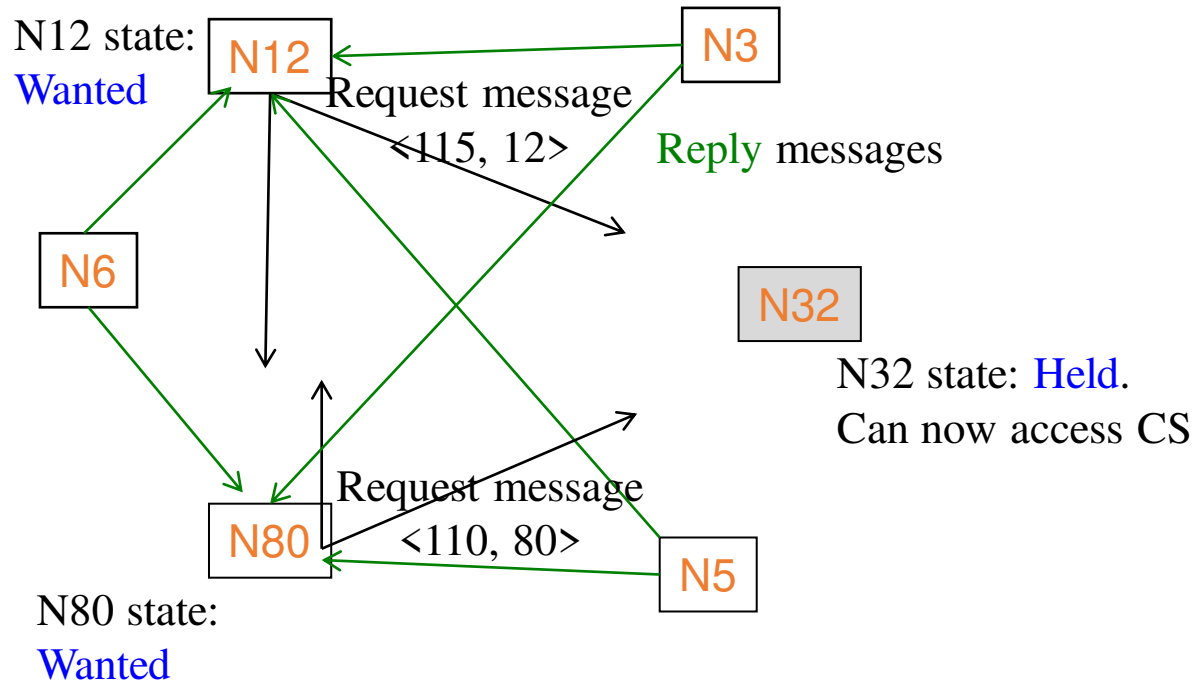 N12 state:
Wanted
N12
N3
Request message
<115, 12>
Reply messages
N6
N32
N32 state: Held.
Can now access CS
Request message
<110, 80>
N80
N5
N80 state:
Wanted